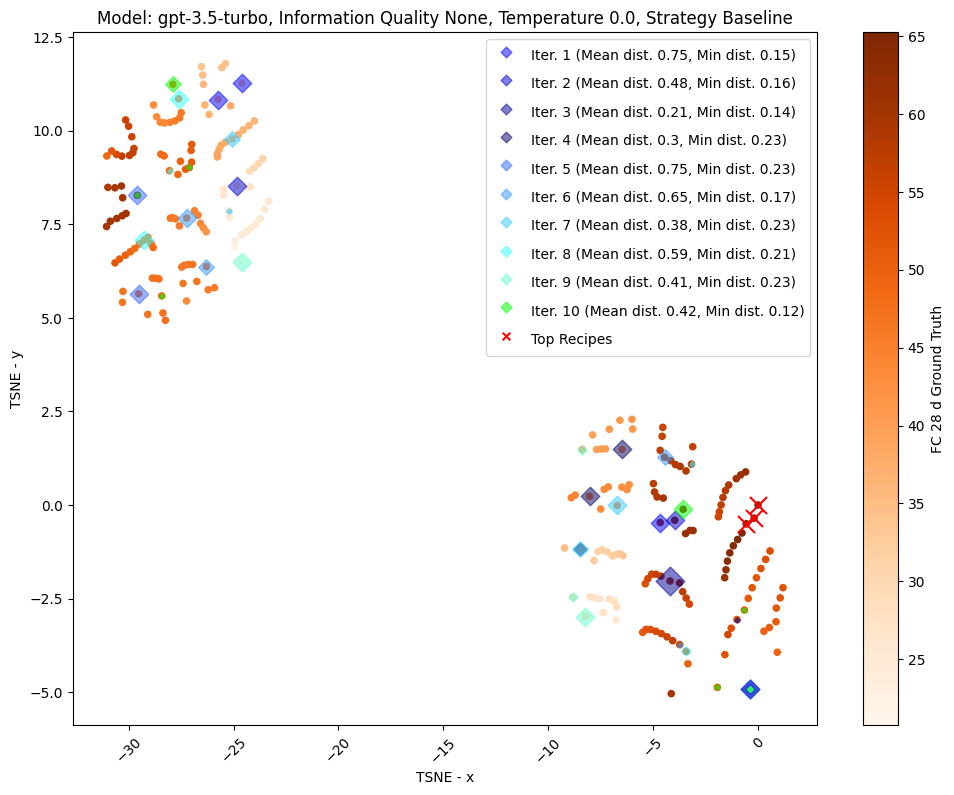 Model: gpt-3.5-turbo, Information Quality None, Temperature 0.0, Strategy Baseline
12.5
10.0
7.5
5.0
2.5
0.0
−2.5
−5.0
TSNE - y
Iter. 1 (Mean dist. 0.75, Min dist. 0.15)
Iter. 2 (Mean dist. 0.48, Min dist. 0.16)
Iter. 3 (Mean dist. 0.21, Min dist. 0.14)
Iter. 4 (Mean dist. 0.3, Min dist. 0.23)
Iter. 5 (Mean dist. 0.75, Min dist. 0.23)
Iter. 6 (Mean dist. 0.65, Min dist. 0.17)
Iter. 7 (Mean dist. 0.38, Min dist. 0.23)
Iter. 8 (Mean dist. 0.59, Min dist. 0.21)
Iter. 9 (Mean dist. 0.41, Min dist. 0.23)
Iter. 10 (Mean dist. 0.42, Min dist. 0.12)
Top Recipes
−30
−25
−20
−15
−10
−5
0
TSNE - x
65
60
55
50
45
40
35
30
25
FC 28 d Ground Truth